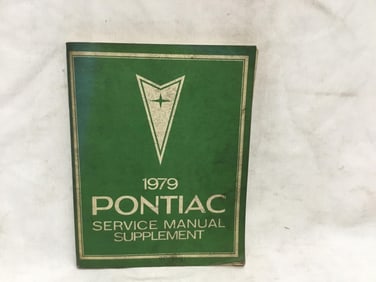 1979
PONTIAC
SERVICE MANUAL
SUPPLEMENT